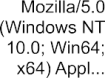 Mozilla/5.0
(Windows NT
10.0; Win64;
x64) Appl...